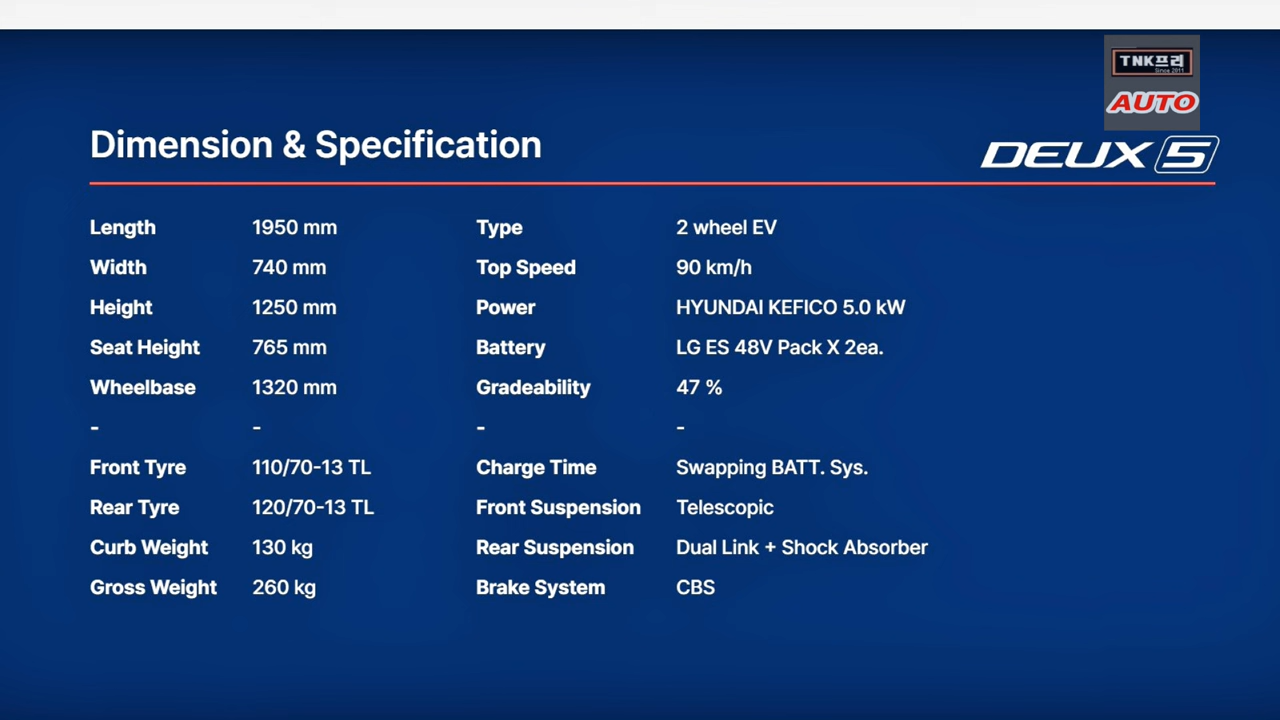 TNK프리
Since 2011
AUTO
Dimension & Specification
DEUX 5
Length 1950 mm Type 2 wheel EV
Width 740 mm Top Speed 90 km/h
Height 1250 mm Power HYUNDAI KEFICO 5.0 kW
Seat Height 765 mm Battery LG ES 48V Pack X 2ea.
Wheelbase 1320 mm Gradeability 47 %
- - - -
Front Tyre 110/70-13 TL Charge Time Swapping BATT. Sys.
Rear Tyre 120/70-13 TL Front Suspension Telescopic
Curb Weight 130 kg Rear Suspension Dual Link + Shock Absorber
Gross Weight 260 kg Brake System CBS